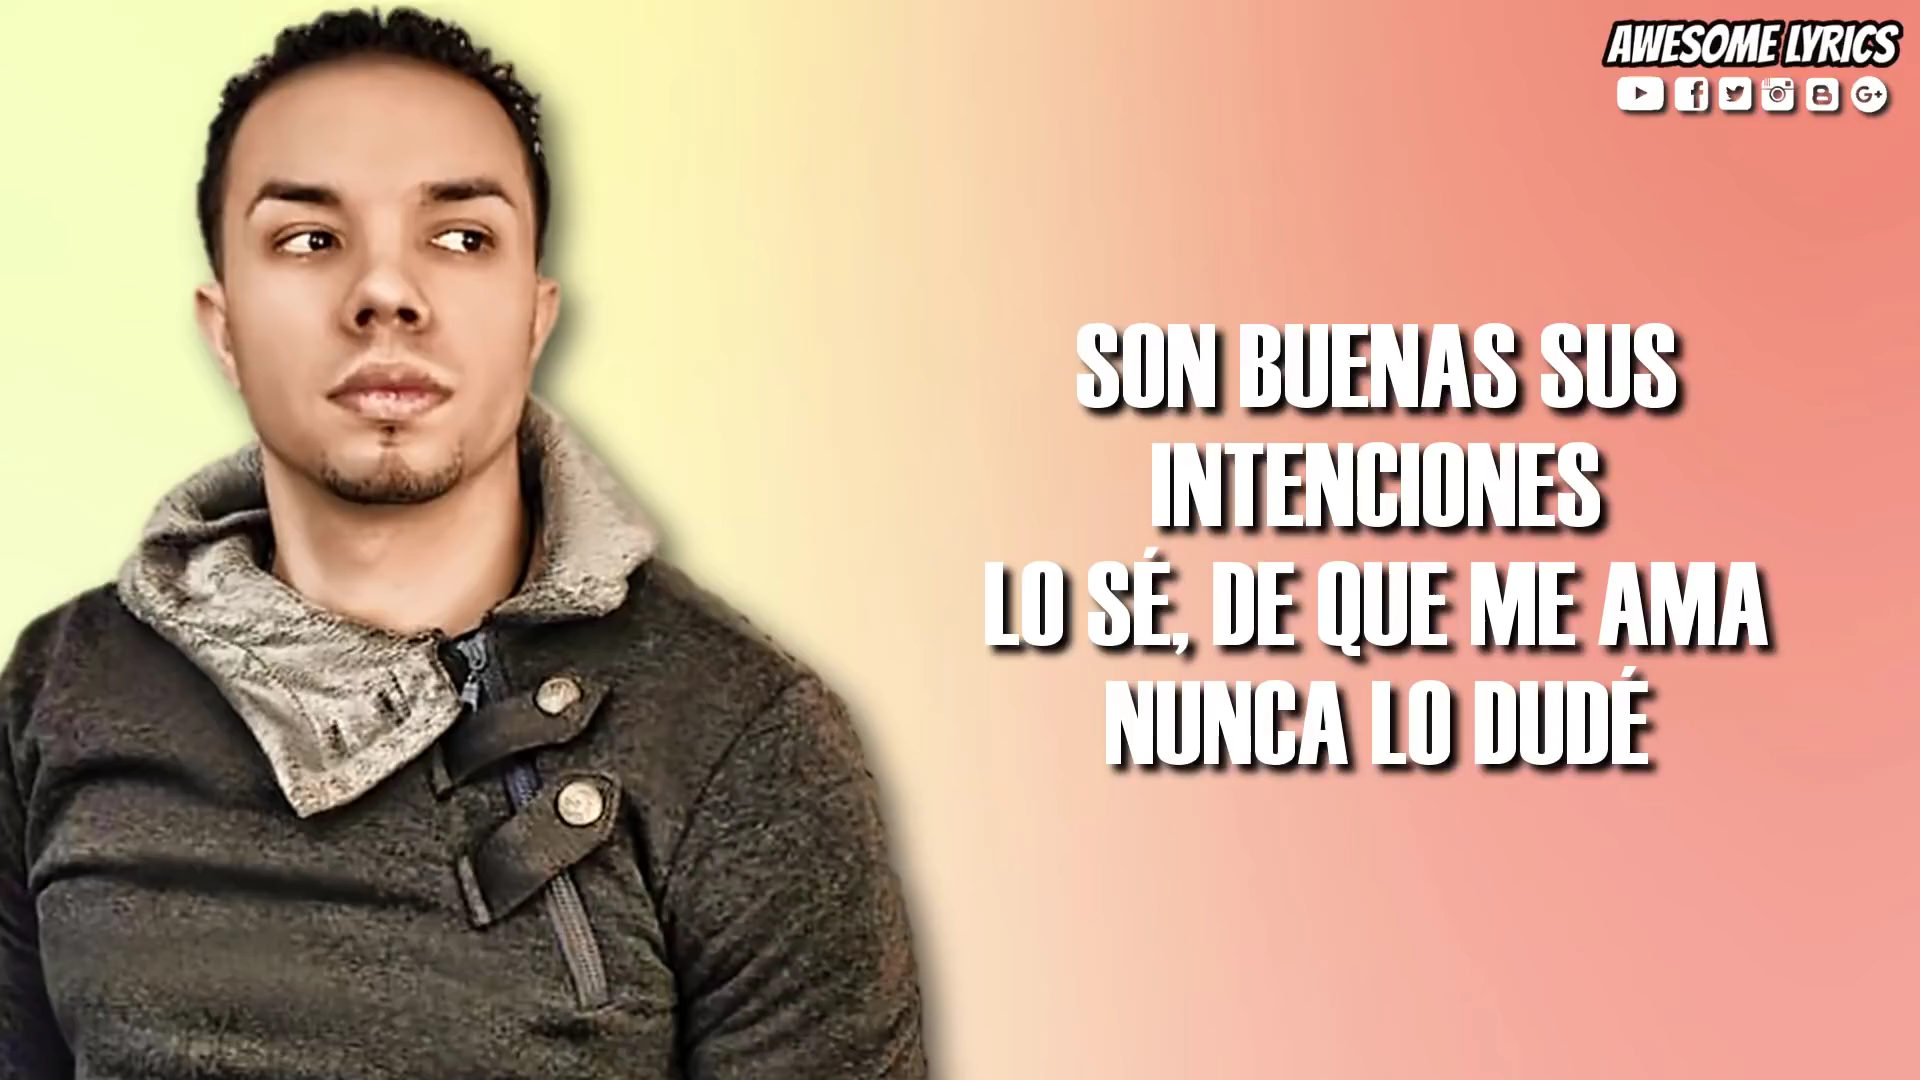 AWESOME LYRICS
SON BUENAS SUS
INTENCIONES
LO SÉ, DE QUE ME AMA
NUNCA LO DUDÉ